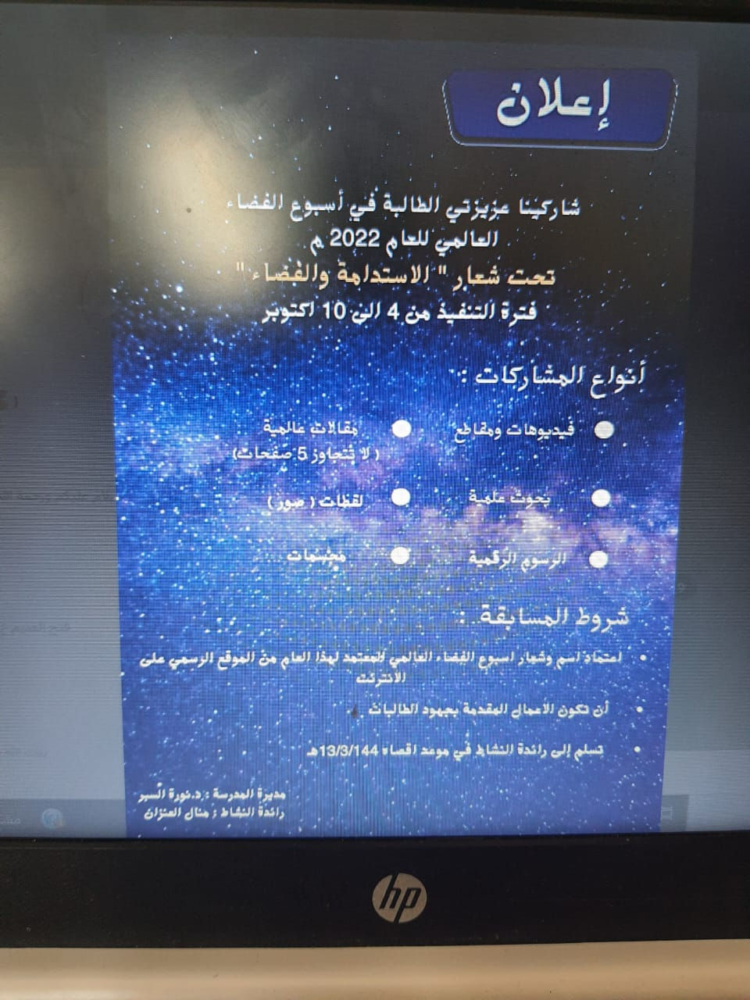 إعلان
شاركينا عزيزتي الطالبة في أسبوع الفضاء
العالمي للعام 2022 م
تحت شعار " الاستدامة والفضاء "
فترة التنفيذ من 4 الى 10 اكتوبر
أنواع المشاركات :
فيديوهات ومقاطع
مقالات عالمية
( لا تتجاوز 5 صفحات)
بحوث علمية
لقطات ( صور )
الرسوم الرقمية
مجسمات
شروط المسابقة :
اعتماد اسم وشعار اسبوع الفضاء العالمي المعتمد لهذا العام من الموقع الرسمي على
الانترنت
أن تكون الاعمال المقدمة بجهود الطالبات .
تسلم إلى رائدة النشاط في موعد اقصاه 13/3/144هـ
مديرة المدرسة : د.نورة السبر
رائدة النشاط : منال العنزان
hp